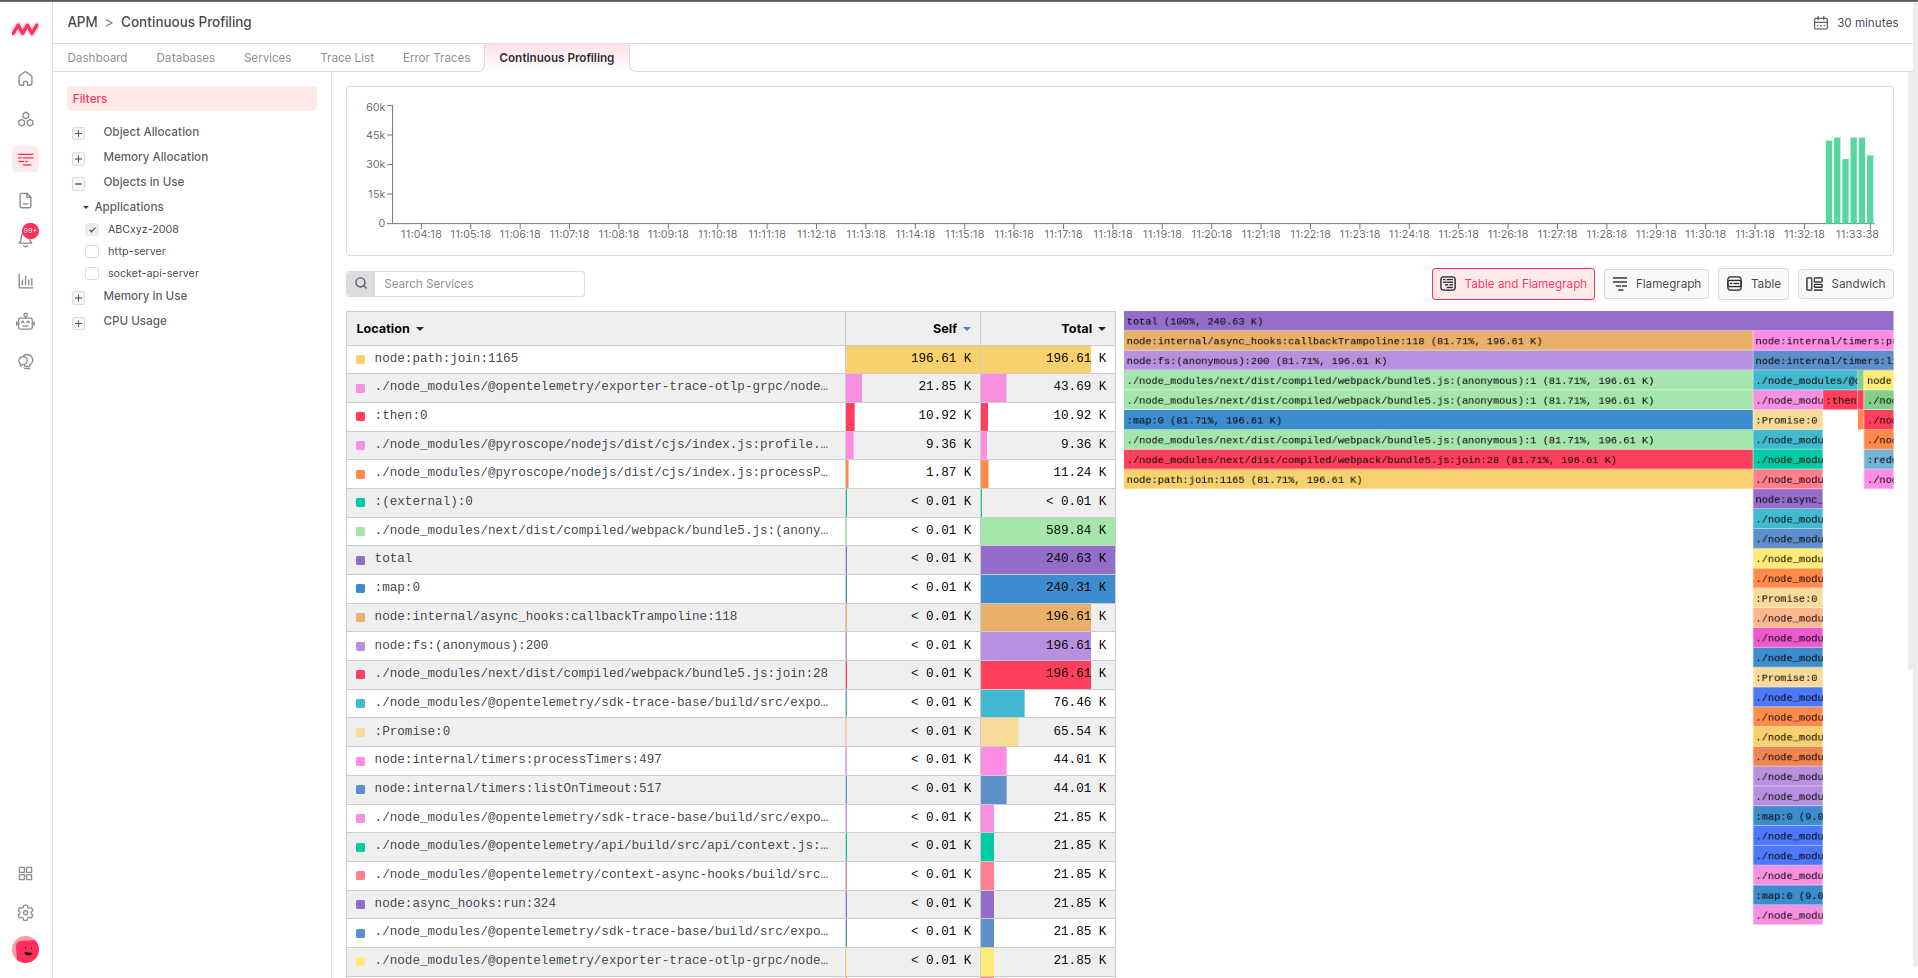 APM > Continuous Profiling
30 minutes
Dashboard Databases Services Trace List Error Traces Continuous Profiling
Filters
Object Allocation
Memory Allocation
Objects in Use
Applications
ABCxyz-2008
http-server
socket-api-server
Memory in Use
CPU Usage
99+
60k
45k
30k
15k
0
11:04:18 11:05:18 11:06:18 11:07:18 11:08:18 11:09:18 11:10:18 11:11:18 11:12:18 11:13:18 11:14:18 11:15:18 11:16:18 11:17:18 11:18:18 11:19:18 11:20:18 11:21:18 11:22:18 11:23:18 11:24:18 11:25:18 11:26:18 11:27:18 11:28:18 11:29:18 11:30:18 11:31:18 11:32:18 11:33:38
Search Services
Table and Flamegraph Flamegraph Table Sandwich
Location Self Total
node:path:join:1165 196.61 K 196.61 K
./node_modules/@opentelemetry/exporter-trace-otlp-grpc/node… 21.85 K 43.69 K
:then:0 10.92 K 10.92 K
./node_modules/@pyroscope/nodejs/dist/cjs/index.js:profile.… 9.36 K 9.36 K
./node_modules/@pyroscope/nodejs/dist/cjs/index.js:processP… 1.87 K 11.24 K
:(external):0 < 0.01 K < 0.01 K
./node_modules/next/dist/compiled/webpack/bundle5.js:(anony… < 0.01 K 589.84 K
total < 0.01 K 240.63 K
:map:0 < 0.01 K 240.31 K
node:internal/async_hooks:callbackTrampoline:118 < 0.01 K 196.61 K
node:fs:(anonymous):200 < 0.01 K 196.61 K
./node_modules/next/dist/compiled/webpack/bundle5.js:join:28 < 0.01 K 196.61 K
./node_modules/@opentelemetry/sdk-trace-base/build/src/expo… < 0.01 K 76.46 K
:Promise:0 < 0.01 K 65.54 K
node:internal/timers:processTimers:497 < 0.01 K 44.01 K
node:internal/timers:listOnTimeout:517 < 0.01 K 44.01 K
./node_modules/@opentelemetry/sdk-trace-base/build/src/expo… < 0.01 K 21.85 K
./node_modules/@opentelemetry/api/build/src/api/context.js:… < 0.01 K 21.85 K
./node_modules/@opentelemetry/context-async-hooks/build/src… < 0.01 K 21.85 K
node:async_hooks:run:324 < 0.01 K 21.85 K
./node_modules/@opentelemetry/sdk-trace-base/build/src/expo… < 0.01 K 21.85 K
./node_modules/@opentelemetry/exporter-trace-otlp-grpc/node… < 0.01 K 21.85 K
total (100%, 240.63 K)
node:internal/async_hooks:callbackTrampoline:118 (81.71%, 196.61 K) node:internal/timers:p
node:fs:(anonymous):200 (81.71%, 196.61 K) node:internal/timers:l
./node_modules/next/dist/compiled/webpack/bundle5.js:(anonymous):1 (81.71%, 196.61 K) ./node_modules/@ node
./node_modules/next/dist/compiled/webpack/bundle5.js:(anonymous):1 (81.71%, 196.61 K) ./node_modu :then ./no
:map:0 (81.71%, 196.61 K) :Promise:0 ./no
./node_modules/next/dist/compiled/webpack/bundle5.js:(anonymous):1 (81.71%, 196.61 K) ./node_modu ./no
./node_modules/next/dist/compiled/webpack/bundle5.js:join:28 (81.71%, 196.61 K) ./node_modu :redu
node:path:join:1165 (81.71%, 196.61 K) ./node_modu ./no
node:async_
./node_modu
./node_modu
./node_modu
./node_modu
:Promise:0
./node_modu
./node_modu
./node_modu
:Promise:0
./node_modu
./node_modu
./node_modu
./node_modu
./node_modu
./node_modu
:map:0 (9.0
./node_modu
./node_modu
./node_modu
:map:0 (9.0
./node_modu